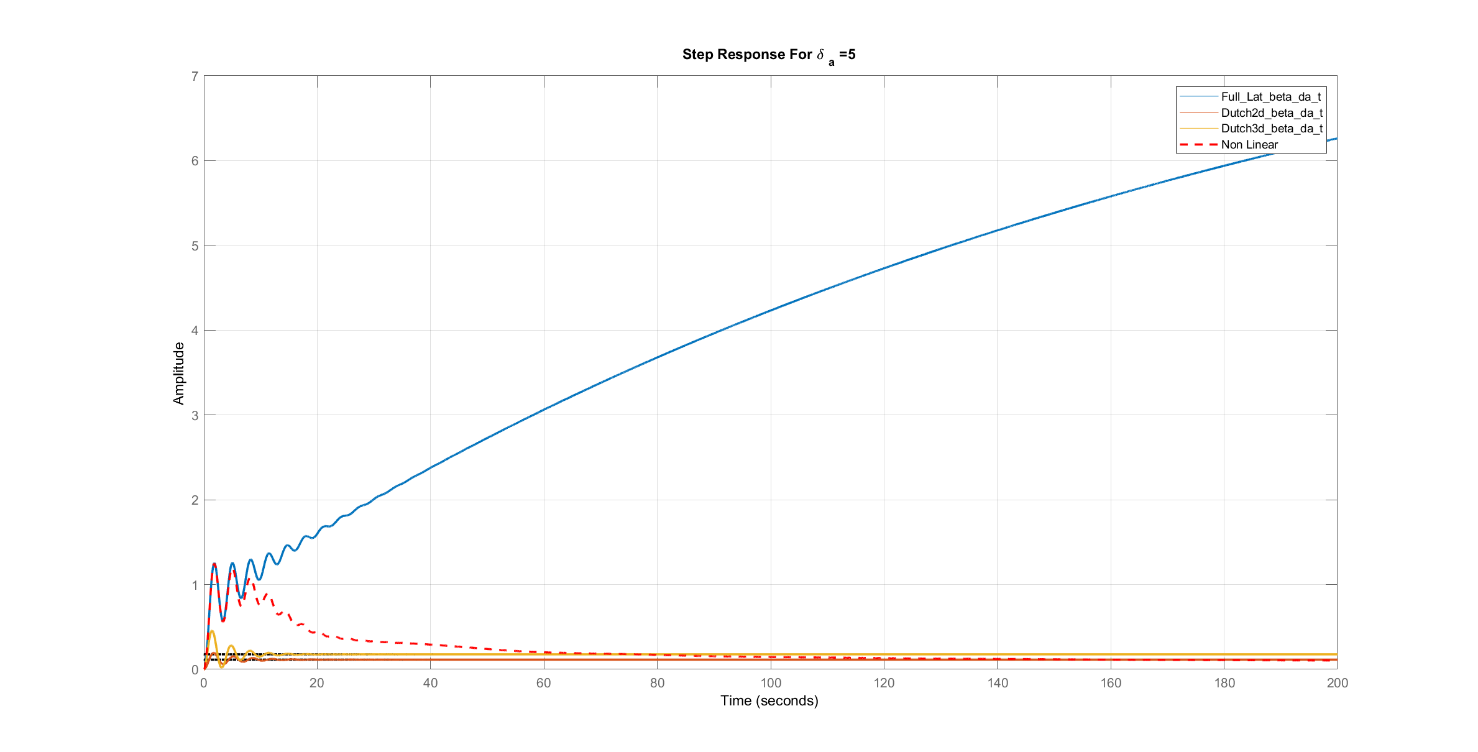 Step Response For δ a =5
Amplitude
7
6
5
4
3
2
1
0
Full_Lat_beta_da_t
Dutch2d_beta_da_t
Dutch3d_beta_da_t
Non Linear
0 20 40 60 80 100 120 140 160 180 200
Time (seconds)